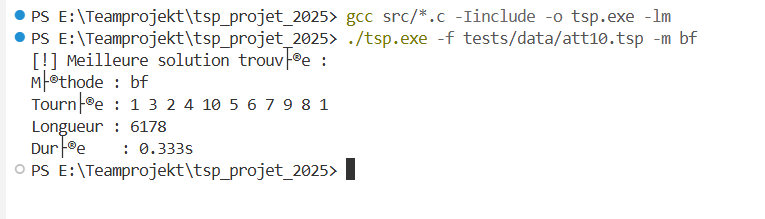 PS E:\Teamprojekt\tsp_projet_2025> gcc src/*.c -Iinclude -o tsp.exe -lm
PS E:\Teamprojekt\tsp_projet_2025> ./tsp.exe -f tests/data/att10.tsp -m bf
[!] Meilleure solution trouv├®e :
M├®thode : bf
Tourn├®e : 1 3 2 4 10 5 6 7 9 8 1
Longueur : 6178
Dur├®e    : 0.333s
PS E:\Teamprojekt\tsp_projet_2025>